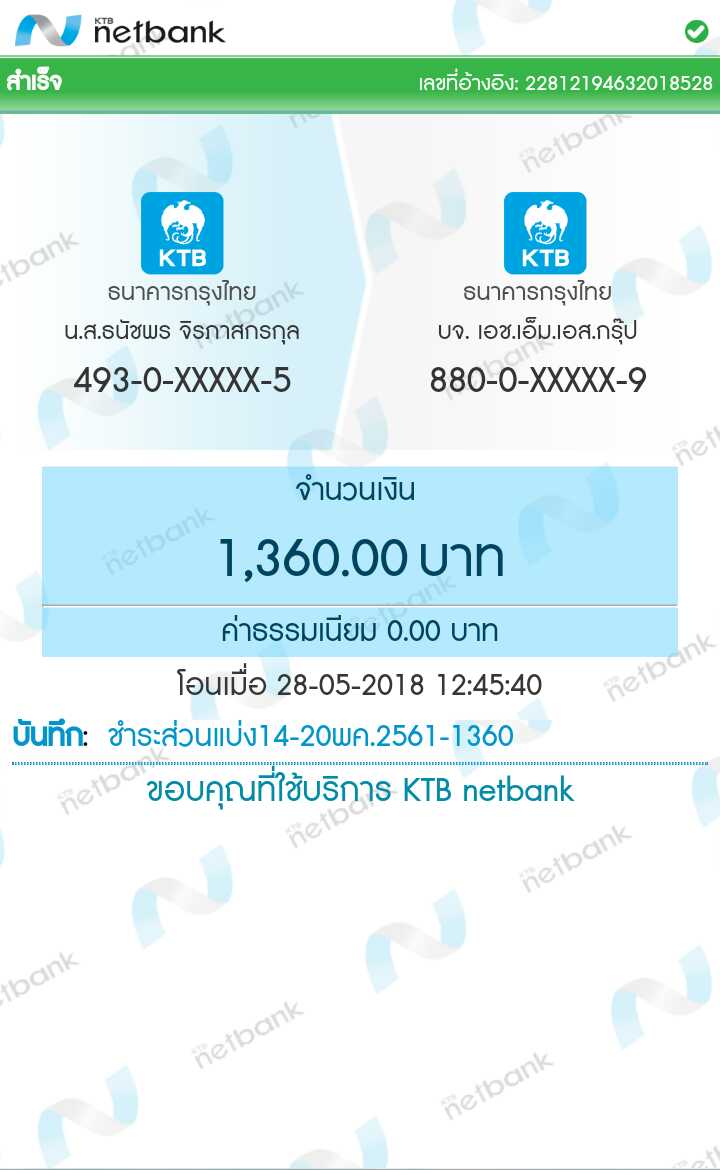 KTB netbank
สำเร็จ เลขที่อ้างอิง: 22812194632018528
KTB
ธนาคารกรุงไทย
น.ส.ธนัชพร จิรภาสกรกุล
493-0-XXXXX-5
KTB
ธนาคารกรุงไทย
บจ. เอช.เอ็ม.เอส.กรุ๊ป
880-0-XXXXX-9
จำนวนเงิน
1,360.00 บาท
ค่าธรรมเนียม 0.00 บาท
โอนเมื่อ 28-05-2018 12:45:40
บันทึก: ชำระส่วนแบ่ง14-20พค.2561-1360
ขอบคุณที่ใช้บริการ KTB netbank